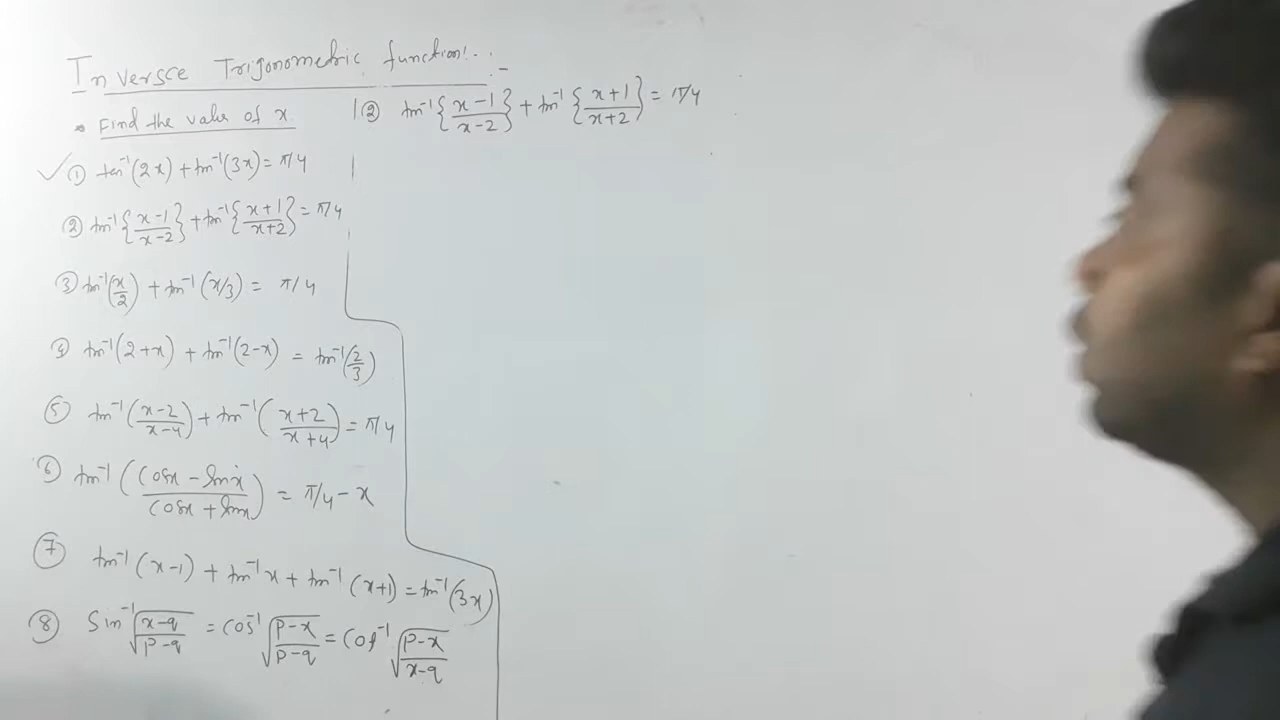 Inversce Trigonometric function:-
• Find the value of x.
✓① tan⁻¹(2x) + tan⁻¹(3x) = π/4
② tan⁻¹{(x-1)/(x-2)} + tan⁻¹{(x+1)/(x+2)} = π/4
③ tan⁻¹(x/2) + tan⁻¹(x/3) = π/4
④ tan⁻¹(2+x) + tan⁻¹(2-x) = tan⁻¹(2/3)
⑤ tan⁻¹((x-2)/(x-4)) + tan⁻¹((x+2)/(x+4)) = π/4
⑥ tan⁻¹((cosx - sinx)/(cosx + sinx)) = π/4 - x
⑦ tan⁻¹(x-1) + tan⁻¹x + tan⁻¹(x+1) = tan⁻¹(3x)
⑧ Sin⁻¹√((x-q)/(p-q)) = Cos⁻¹√((p-x)/(p-q)) = Cot⁻¹√((p-x)/(x-q))
② tan⁻¹{(x-1)/(x-2)} + tan⁻¹{(x+1)/(x+2)} = π/4